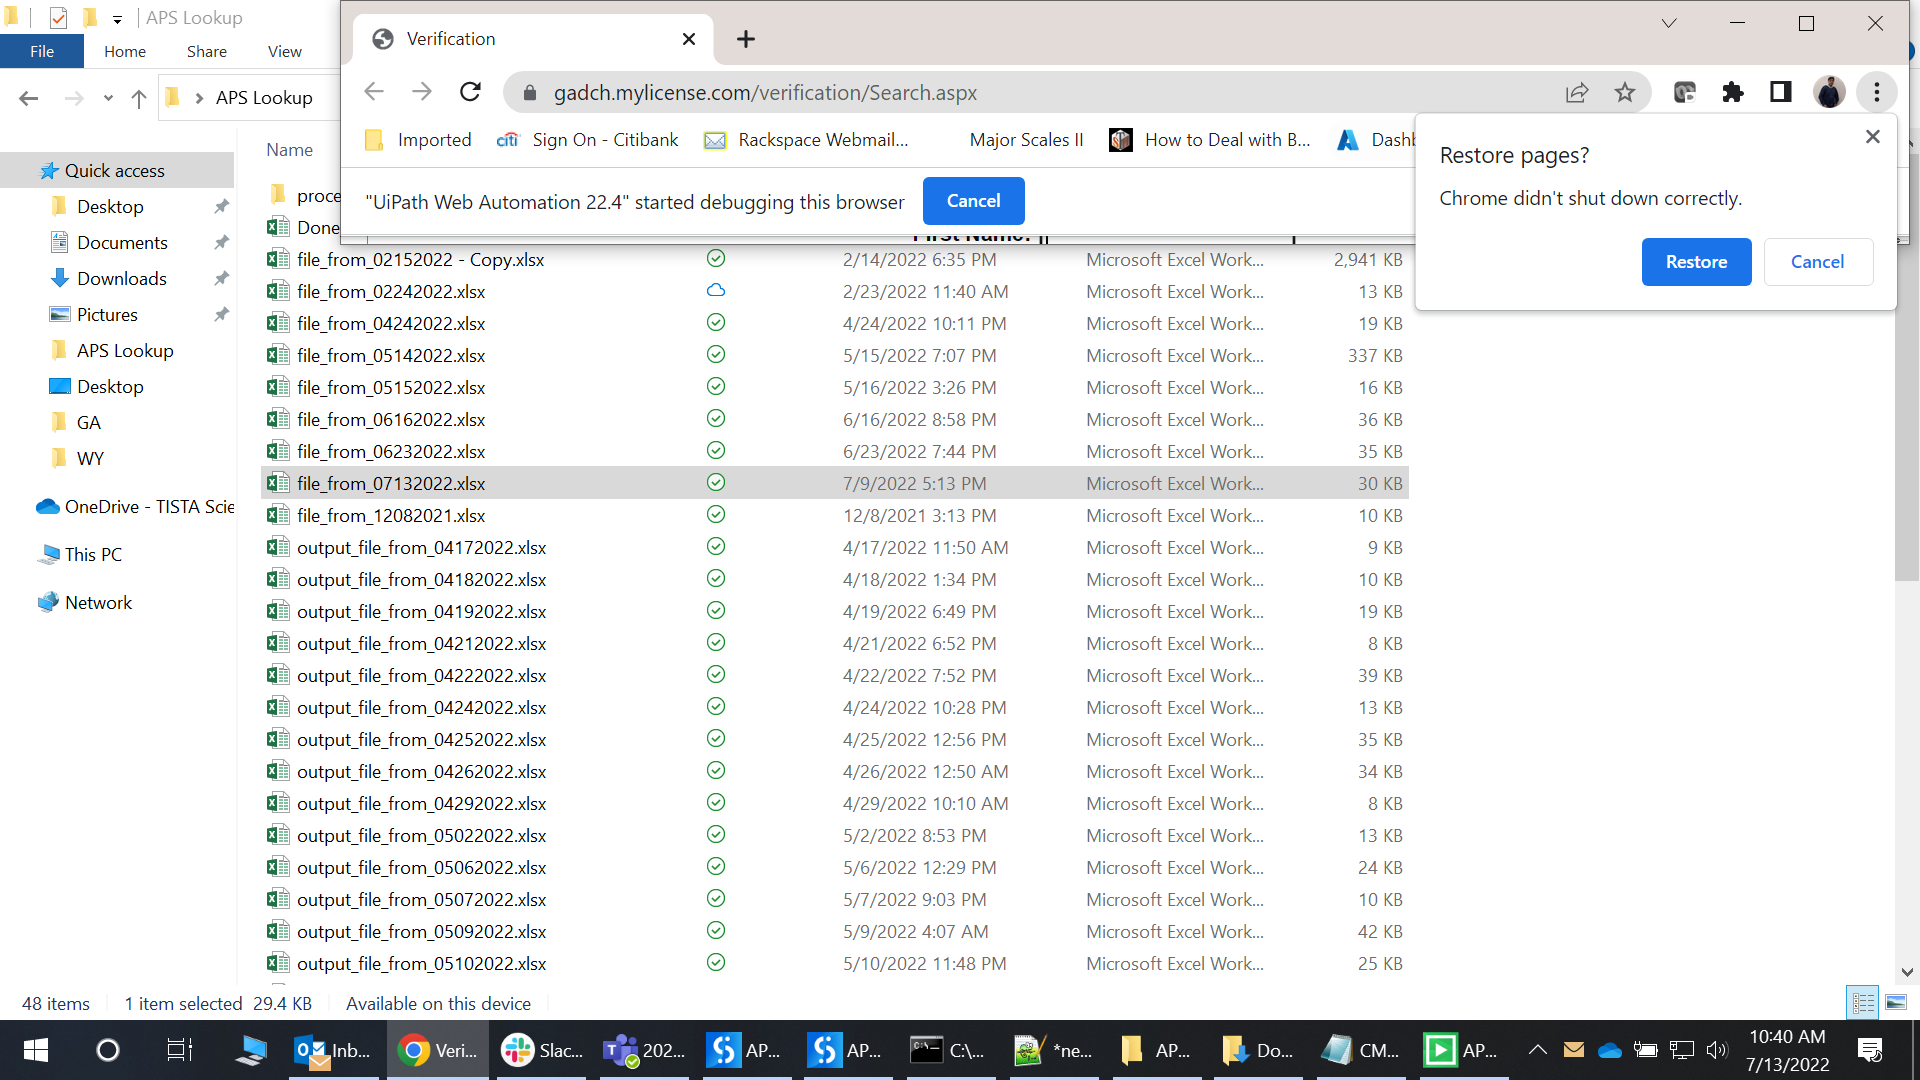 APS Lookup
File
Home
Share
View
APS Lookup
Quick access
Desktop
Documents
Downloads
Pictures
APS Lookup
Desktop
GA
WY
OneDrive - TISTA Scie
This PC
Network
Verification
gadch.mylicense.com/verification/Search.aspx
Imported
Sign On - Citibank
Rackspace Webmail...
Major Scales II
How to Deal with B...
Dashb
"UiPath Web Automation 22.4" started debugging this browser
Cancel
Restore pages?
Chrome didn't shut down correctly.
Restore
Cancel
First Name:
Name
proce
Done
file_from_02152022 - Copy.xlsx 2/14/2022 6:35 PM Microsoft Excel Work... 2,941 KB
file_from_02242022.xlsx 2/23/2022 11:40 AM Microsoft Excel Work... 13 KB
file_from_04242022.xlsx 4/24/2022 10:11 PM Microsoft Excel Work... 19 KB
file_from_05142022.xlsx 5/15/2022 7:07 PM Microsoft Excel Work... 337 KB
file_from_05152022.xlsx 5/16/2022 3:26 PM Microsoft Excel Work... 16 KB
file_from_06162022.xlsx 6/16/2022 8:58 PM Microsoft Excel Work... 36 KB
file_from_06232022.xlsx 6/23/2022 7:44 PM Microsoft Excel Work... 35 KB
file_from_07132022.xlsx 7/9/2022 5:13 PM Microsoft Excel Work... 30 KB
file_from_12082021.xlsx 12/8/2021 3:13 PM Microsoft Excel Work... 10 KB
output_file_from_04172022.xlsx 4/17/2022 11:50 AM Microsoft Excel Work... 9 KB
output_file_from_04182022.xlsx 4/18/2022 1:34 PM Microsoft Excel Work... 10 KB
output_file_from_04192022.xlsx 4/19/2022 6:49 PM Microsoft Excel Work... 19 KB
output_file_from_04212022.xlsx 4/21/2022 6:52 PM Microsoft Excel Work... 8 KB
output_file_from_04222022.xlsx 4/22/2022 7:52 PM Microsoft Excel Work... 39 KB
output_file_from_04242022.xlsx 4/24/2022 10:28 PM Microsoft Excel Work... 13 KB
output_file_from_04252022.xlsx 4/25/2022 12:56 PM Microsoft Excel Work... 35 KB
output_file_from_04262022.xlsx 4/26/2022 12:50 AM Microsoft Excel Work... 34 KB
output_file_from_04292022.xlsx 4/29/2022 10:10 AM Microsoft Excel Work... 8 KB
output_file_from_05022022.xlsx 5/2/2022 8:53 PM Microsoft Excel Work... 13 KB
output_file_from_05062022.xlsx 5/6/2022 12:29 PM Microsoft Excel Work... 24 KB
output_file_from_05072022.xlsx 5/7/2022 9:03 PM Microsoft Excel Work... 10 KB
output_file_from_05092022.xlsx 5/9/2022 4:07 AM Microsoft Excel Work... 42 KB
output_file_from_05102022.xlsx 5/10/2022 11:48 PM Microsoft Excel Work... 25 KB
48 items 1 item selected 29.4 KB Available on this device
Inb... Veri... Slac... 202... AP... AP... C:\... *ne... AP... Do... CM... AP...
10:40 AM
7/13/2022